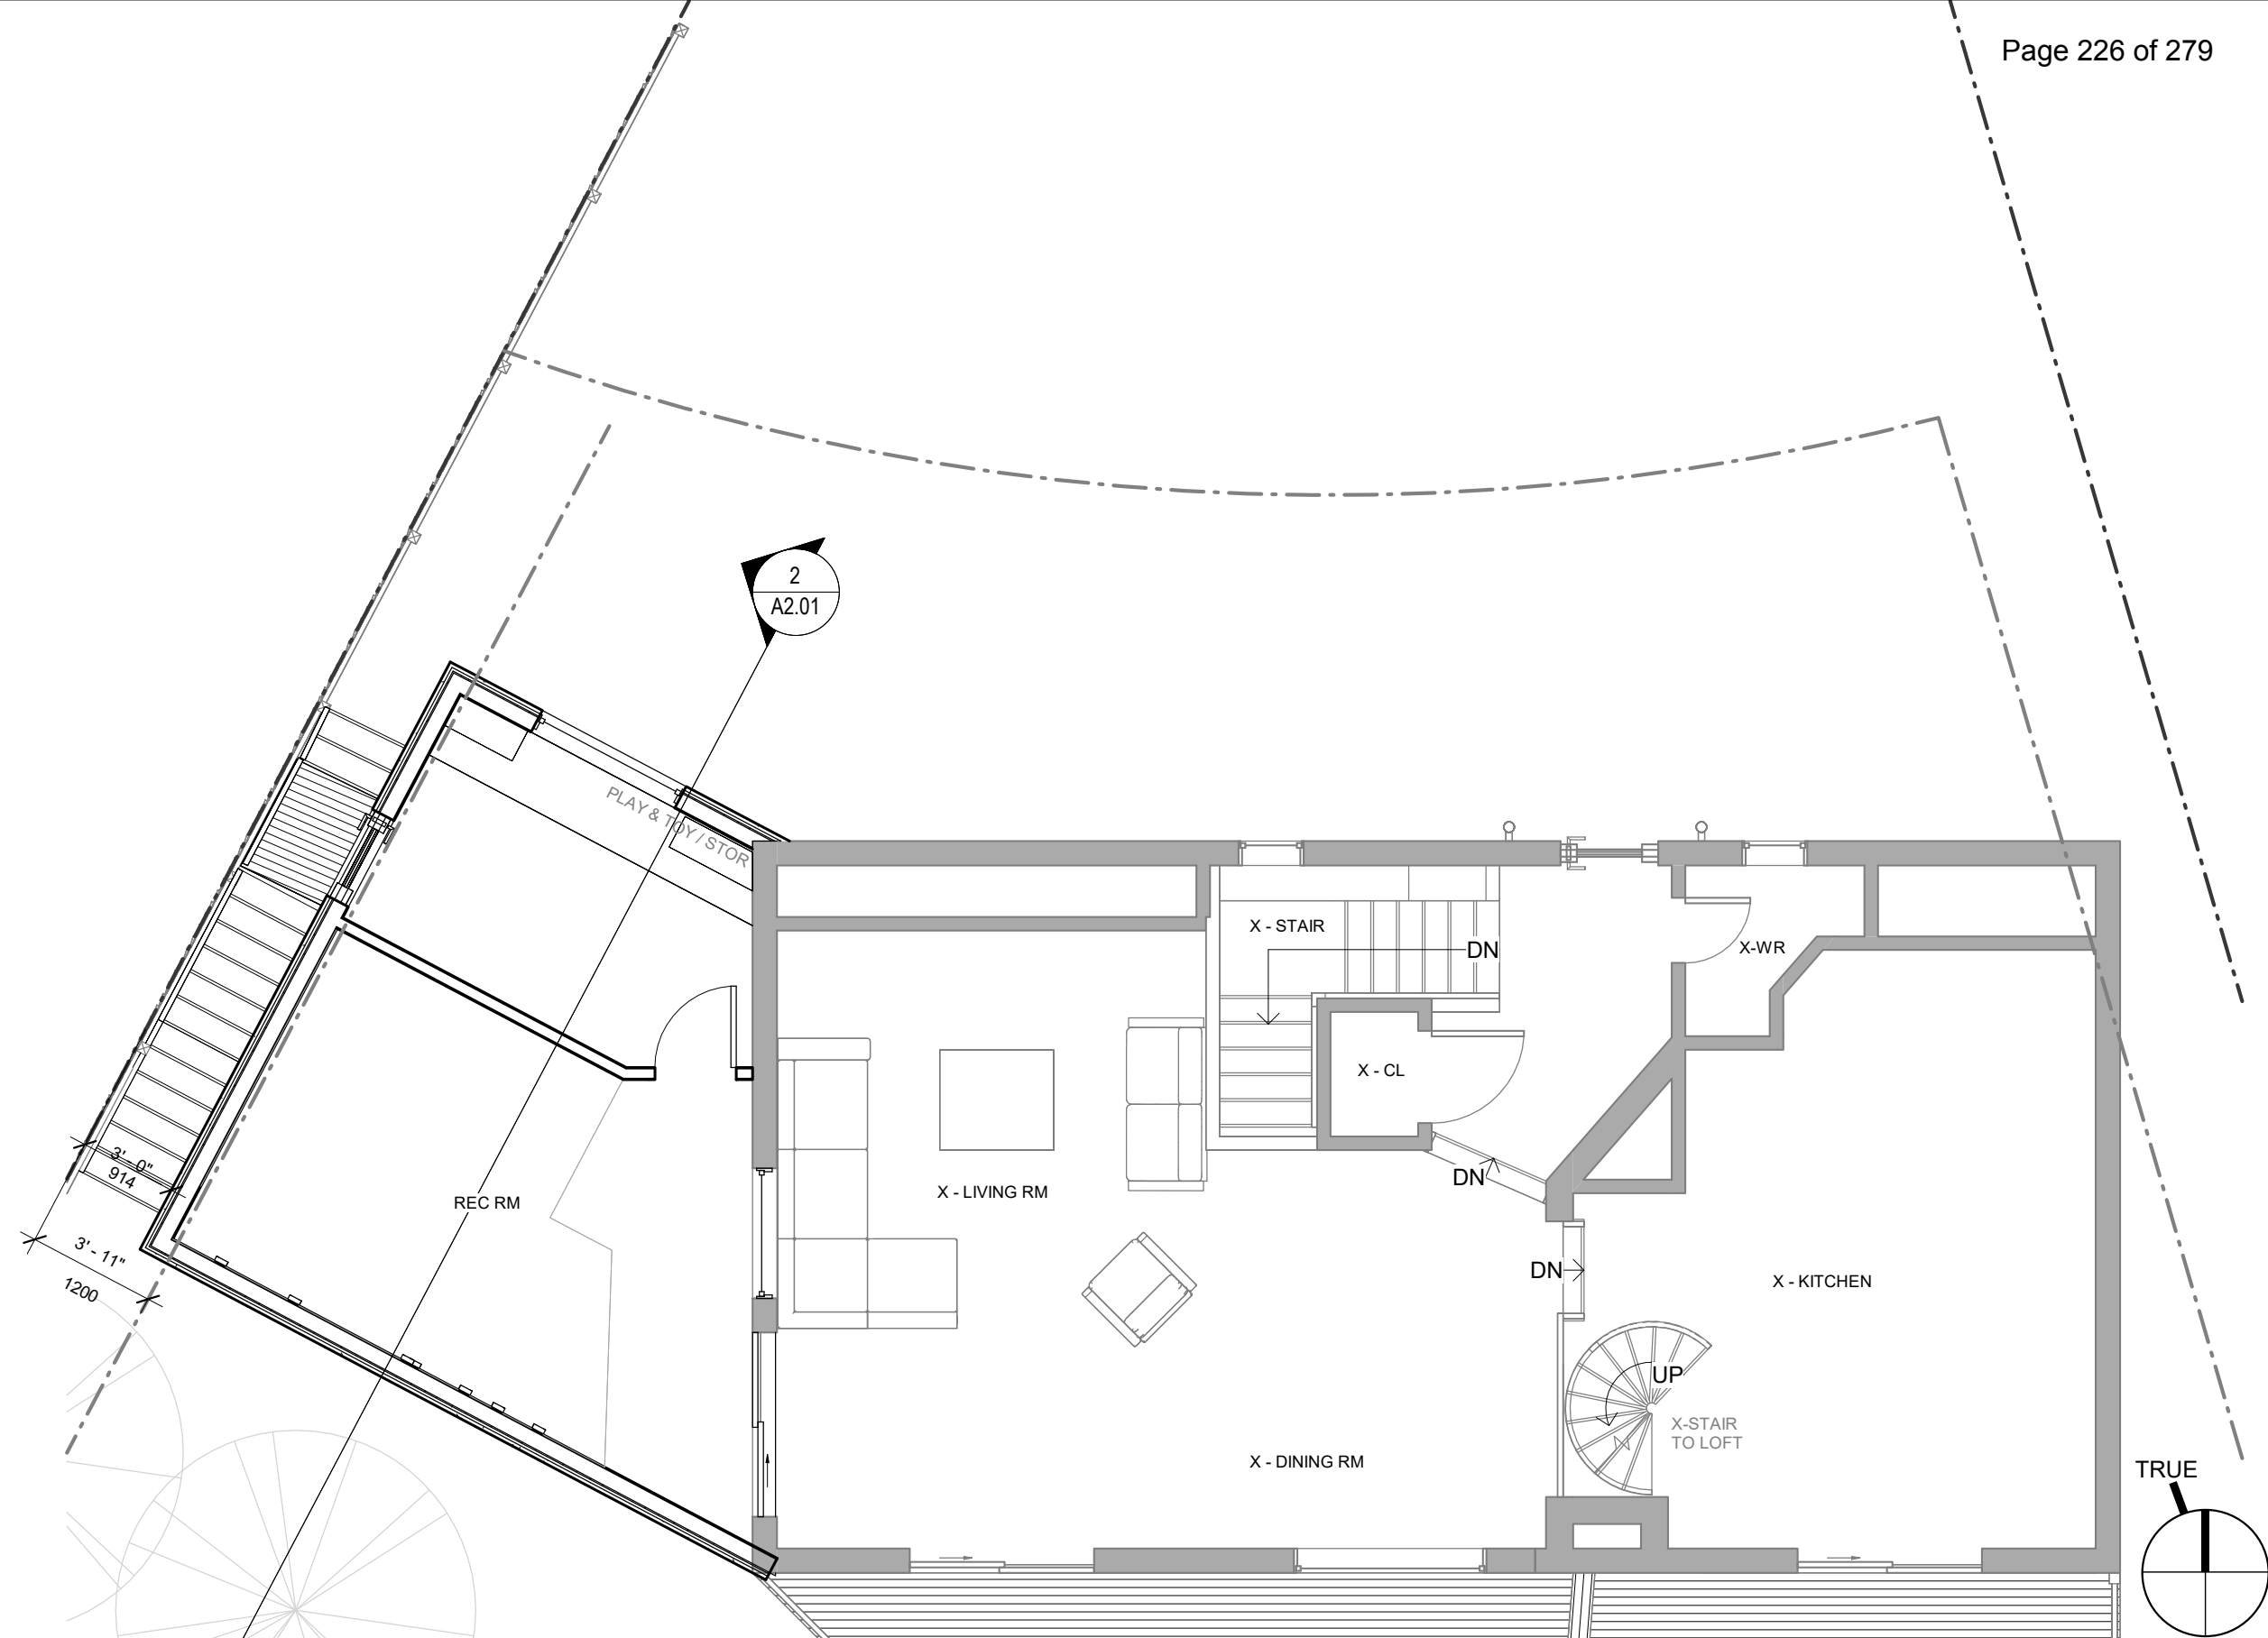 Page 226 of 279
2
A2.01
PLAY & TOY / STOR
X - STAIR
DN
X-WR
X - CL
DN
3' - 0"
914
REC RM
X - LIVING RM
3' - 11"
1200
DN
X - KITCHEN
UP
X-STAIR
TO LOFT
X - DINING RM
TRUE